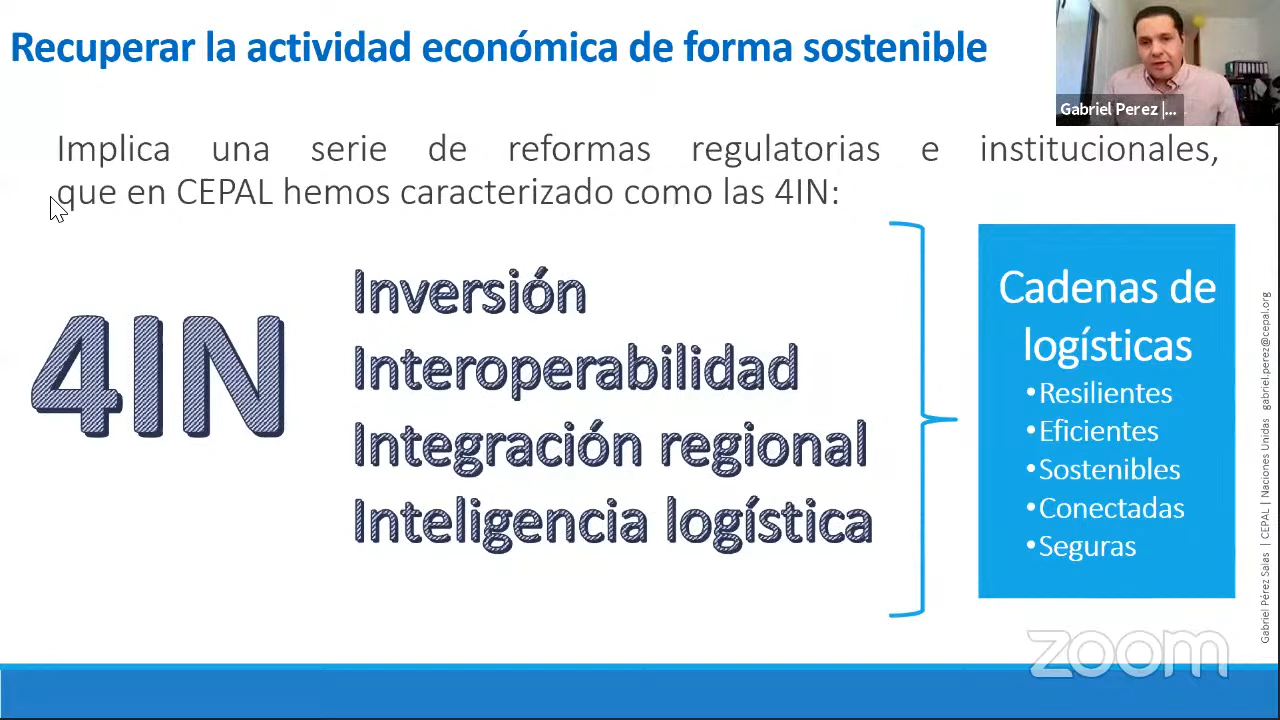 Recuperar la actividad económica de forma sostenible
Gabriel Perez |...
Implica una serie de reformas regulatorias e institucionales,
que en CEPAL hemos caracterizado como las 4IN:
4IN
Inversión
Interoperabilidad
Integración regional
Inteligencia logística
Cadenas de
logísticas
•Resilientes
•Eficientes
•Sostenibles
•Conectadas
•Seguras
Gabriel Pérez Salas | CEPAL | Naciones Unidas gabriel.perez@cepal.org
zoom